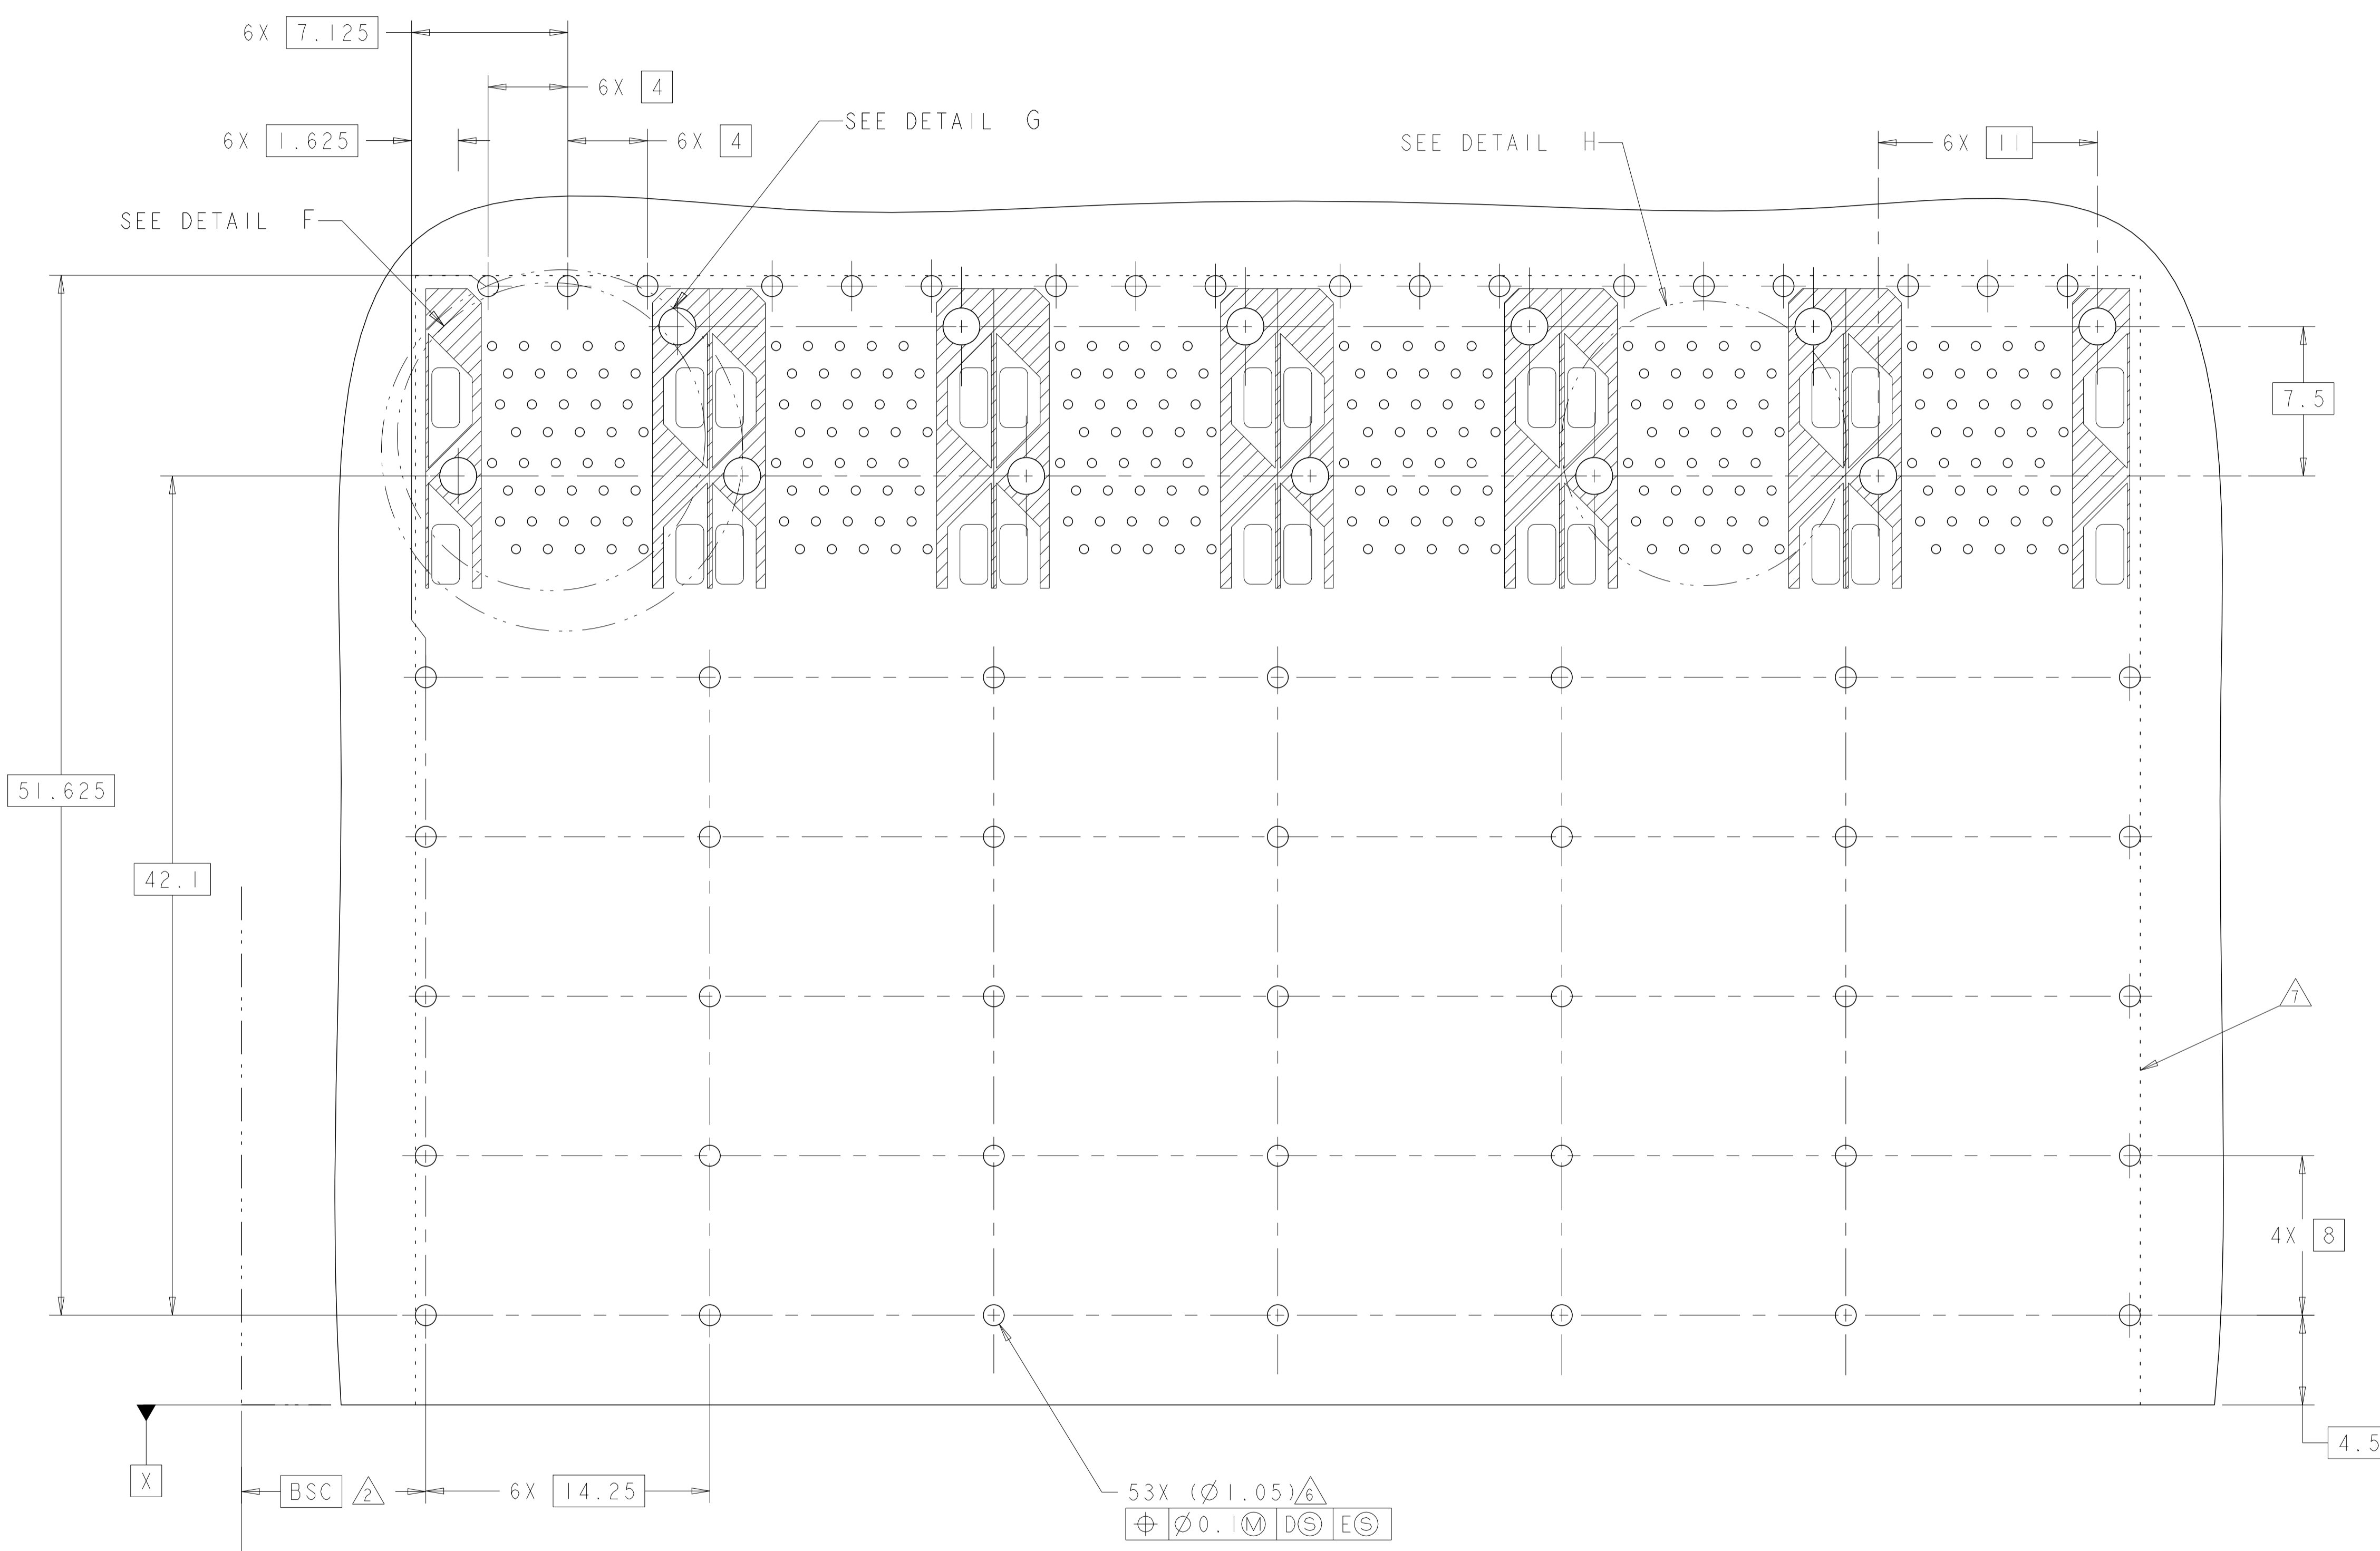 6X 7.125
6X 4
6X 1.625
6X 4
SEE DETAIL G
SEE DETAIL H
6X 11
SEE DETAIL F
7.5
51.625
42.1
7
4X 8
4.5
X
BSC 2
6X 14.25
53X (Ø1.05) 6
⌖ Ø0.1Ⓜ DⓈ EⓈ